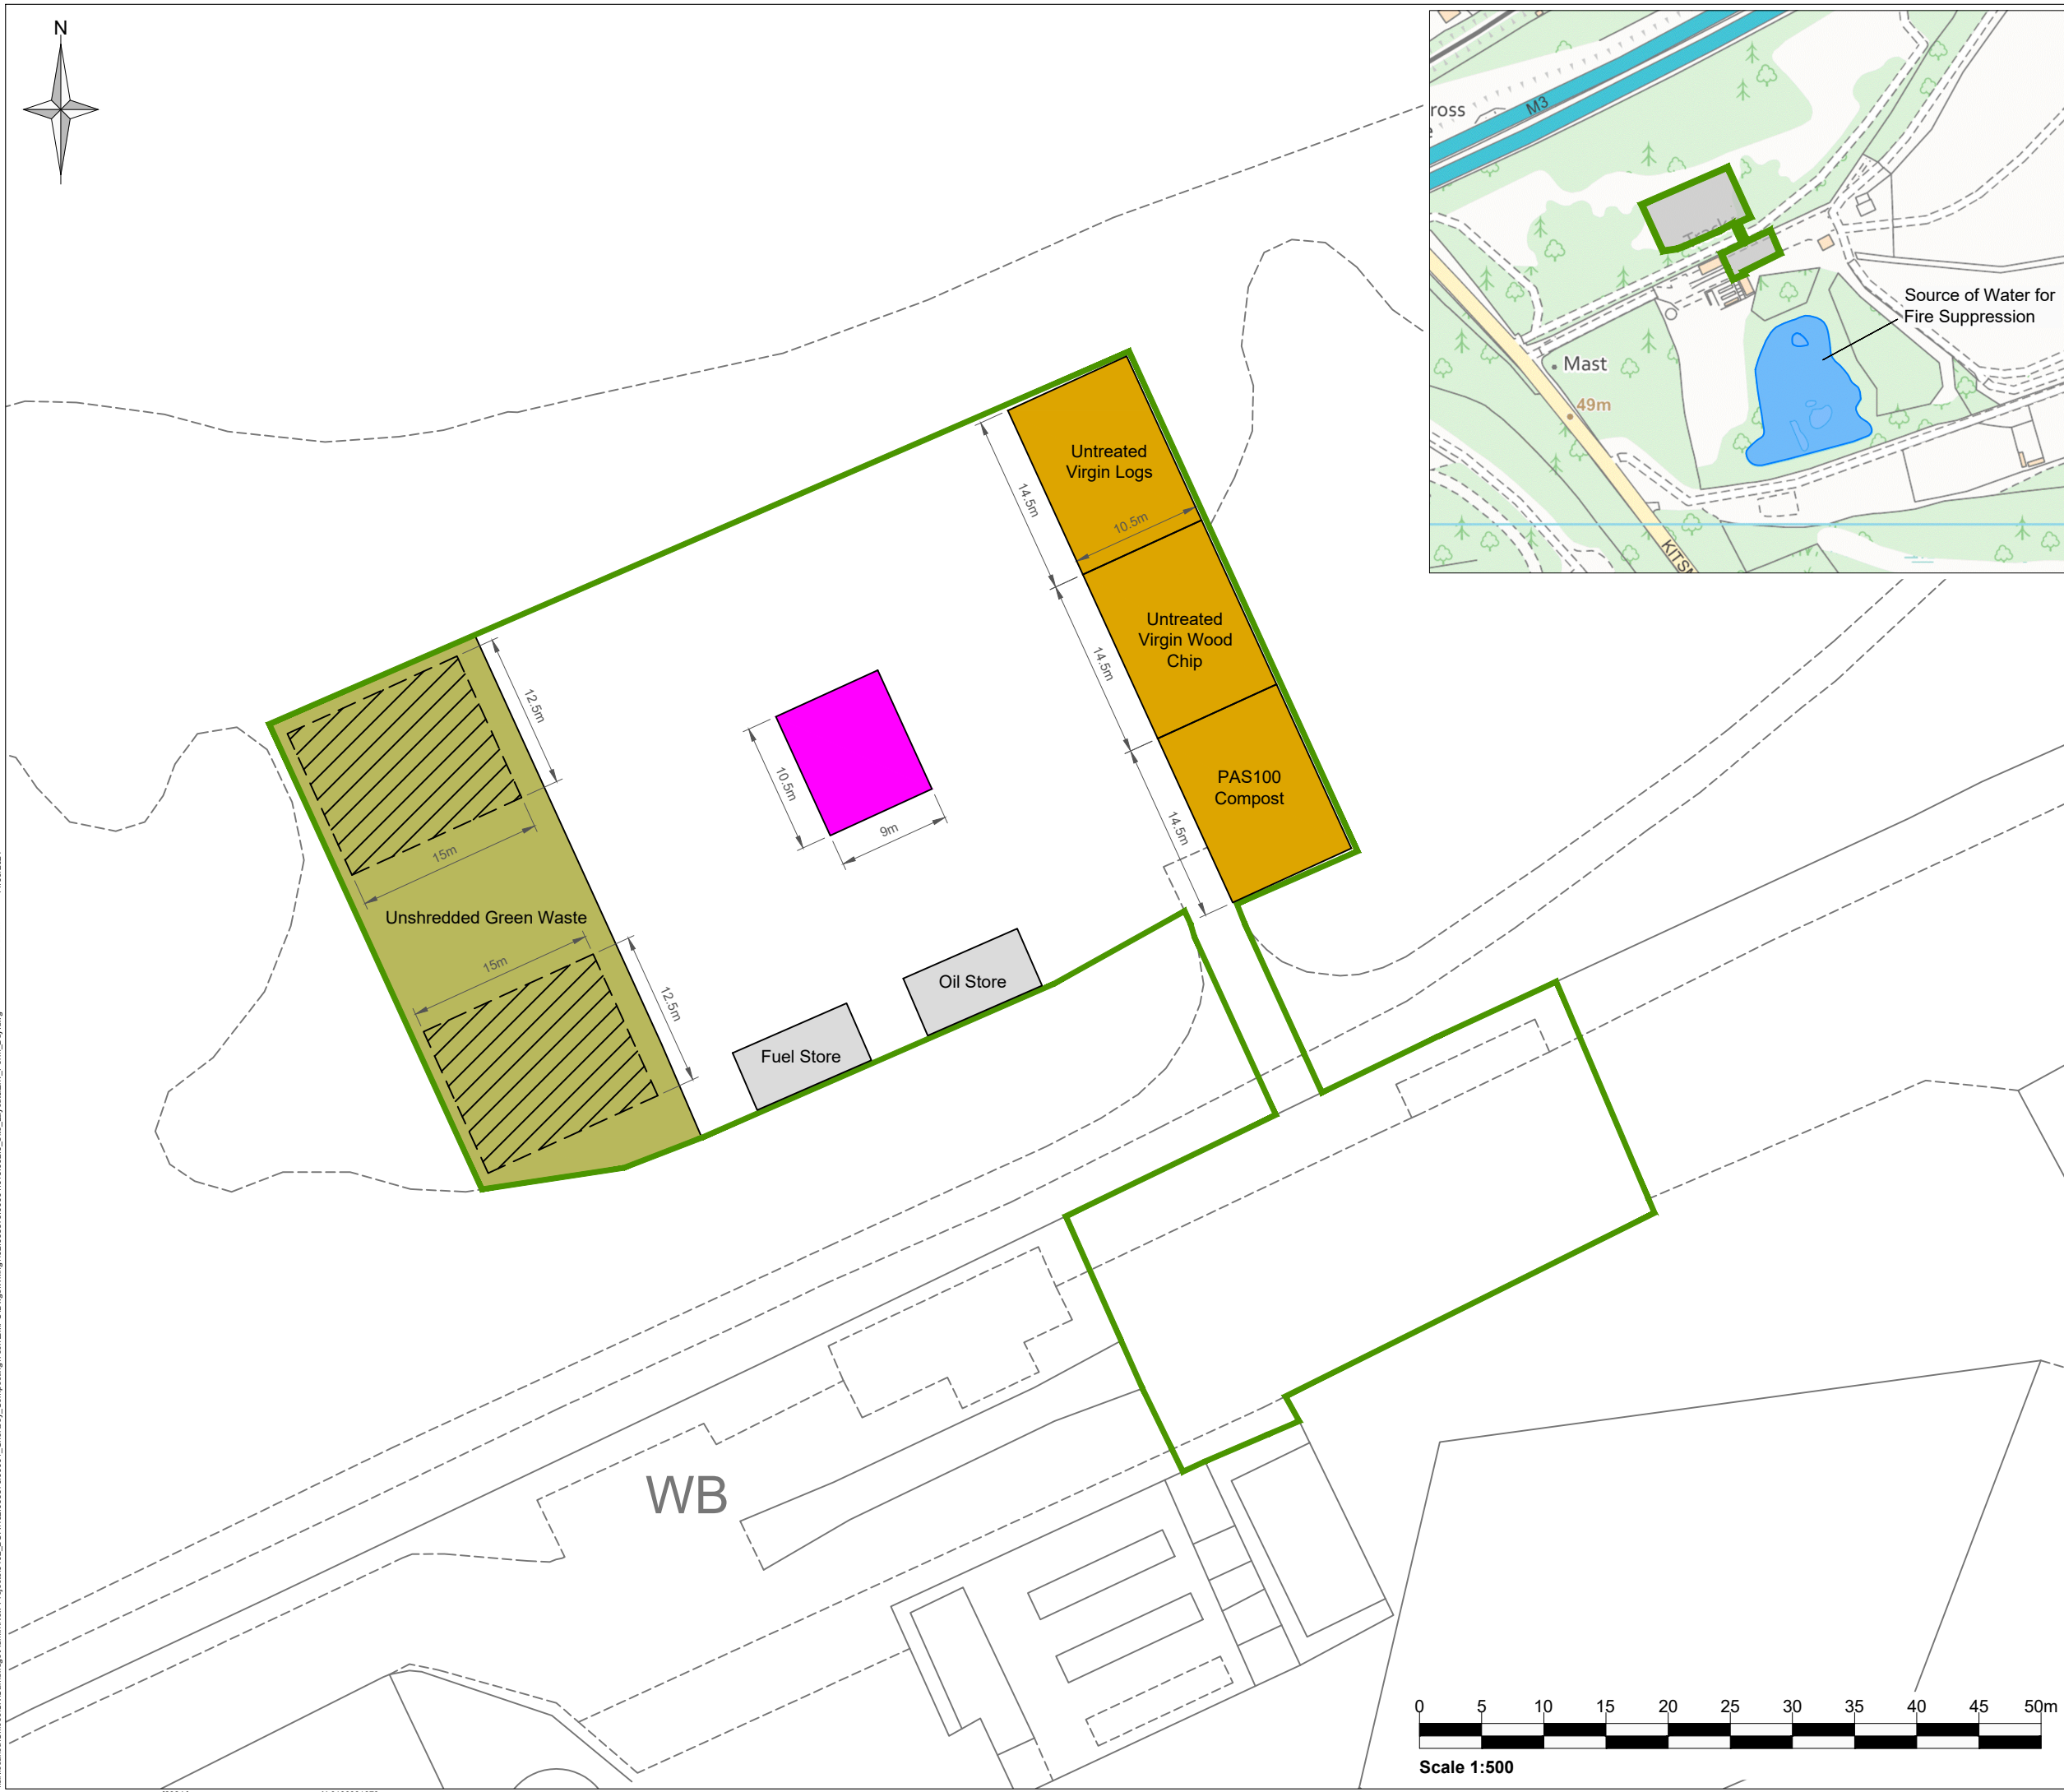 N
ross
M3
Track
Source of Water for
Fire Suppression
Mast
49m
Untreated
Virgin Logs
14.5m
10.5m
Untreated
Virgin Wood
Chip
14.5m
12.5m
PAS100
Compost
14.5m
10.5m
9m
15m
Unshredded Green Waste
15m
12.5m
Oil Store
Fuel Store
WB
0 5 10 15 20 25 30 35 40 45 50m
Scale 1:500